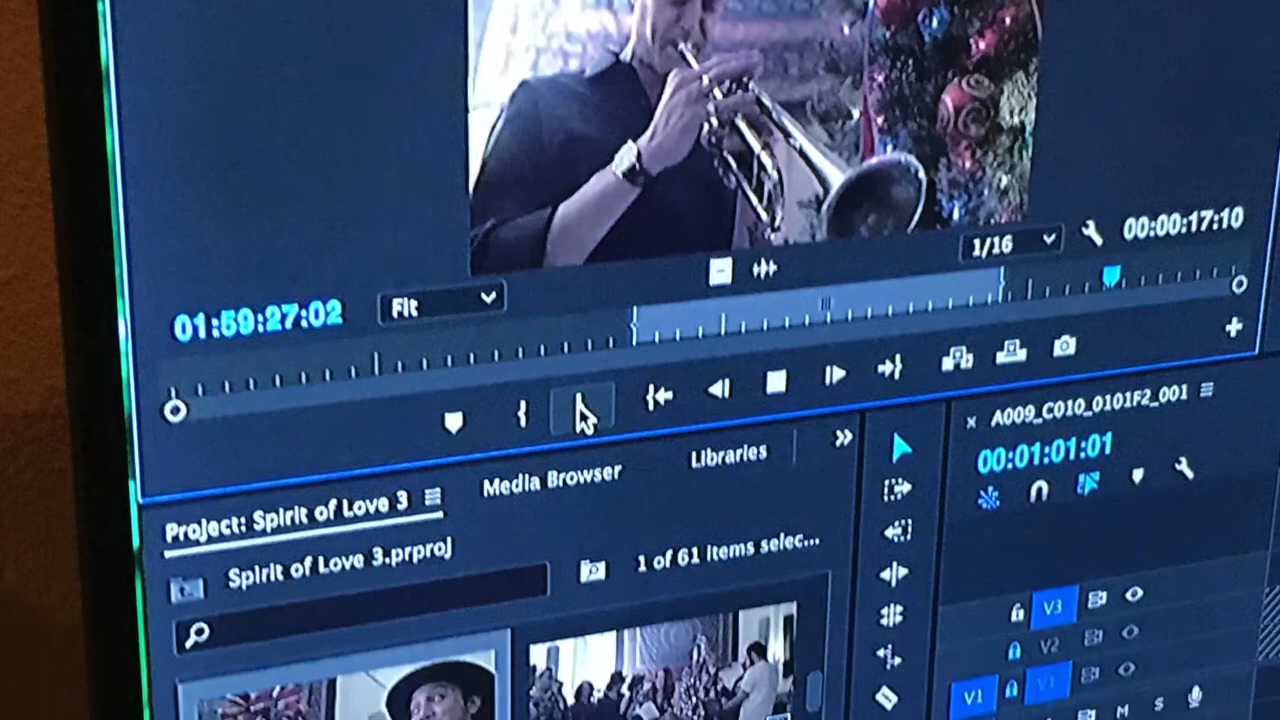 1/16
00:00:17:10
01:59:27:02
Fit
Project: Spirit of Love 3
Media Browser
Libraries
Spirit of Love 3.prproj
1 of 61 items selec...
× A009_C010_0101F2_001
00:01:01:01
V3
V2
V1 V1
M S